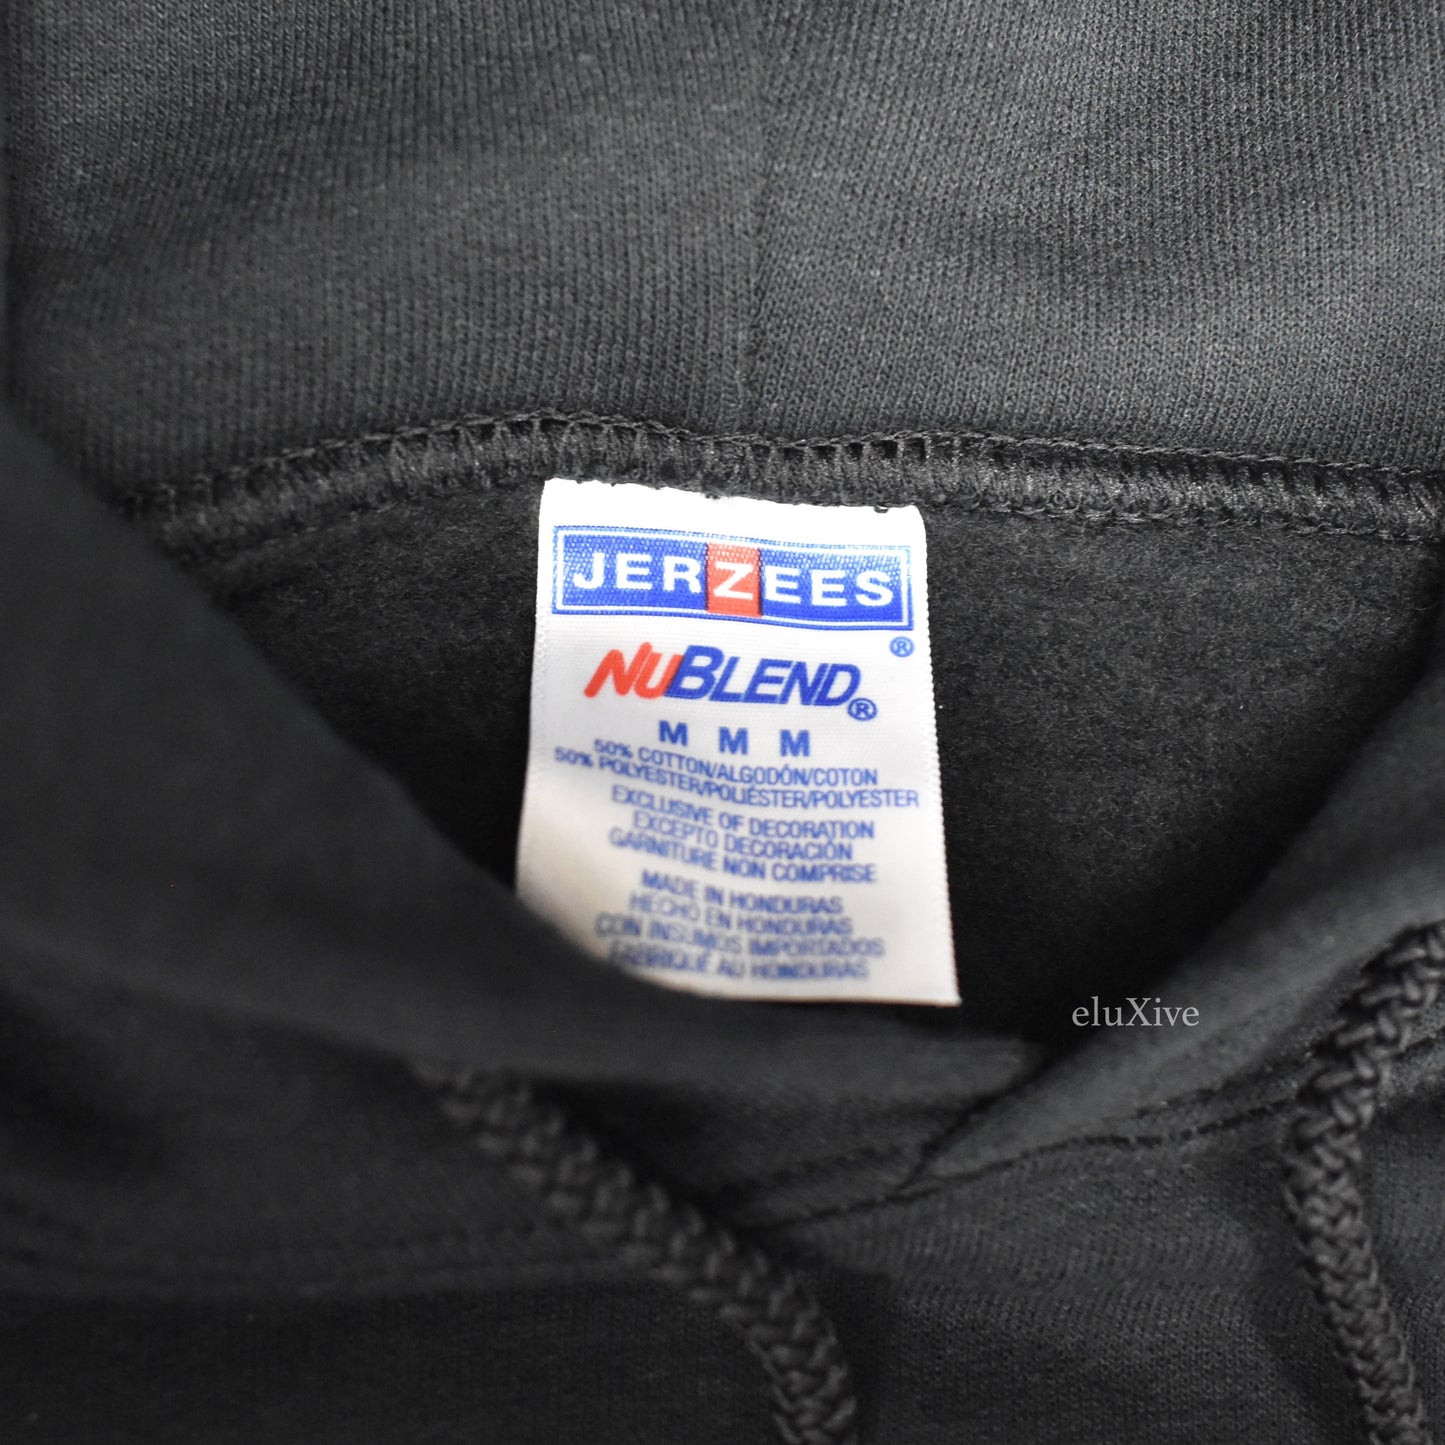 JERZEES
®
NUBLEND®
M M M
50% COTTON/ALGODÓN/COTON
50% POLYESTER/POLIÉSTER/POLYESTER
EXCLUSIVE OF DECORATION
EXCEPTO DECORACIÓN
GARNITURE NON COMPRISE
MADE IN HONDURAS
HECHO EN HONDURAS
CON INSUMOS IMPORTADOS
FABRIQUÉ AU HONDURAS
eluXive